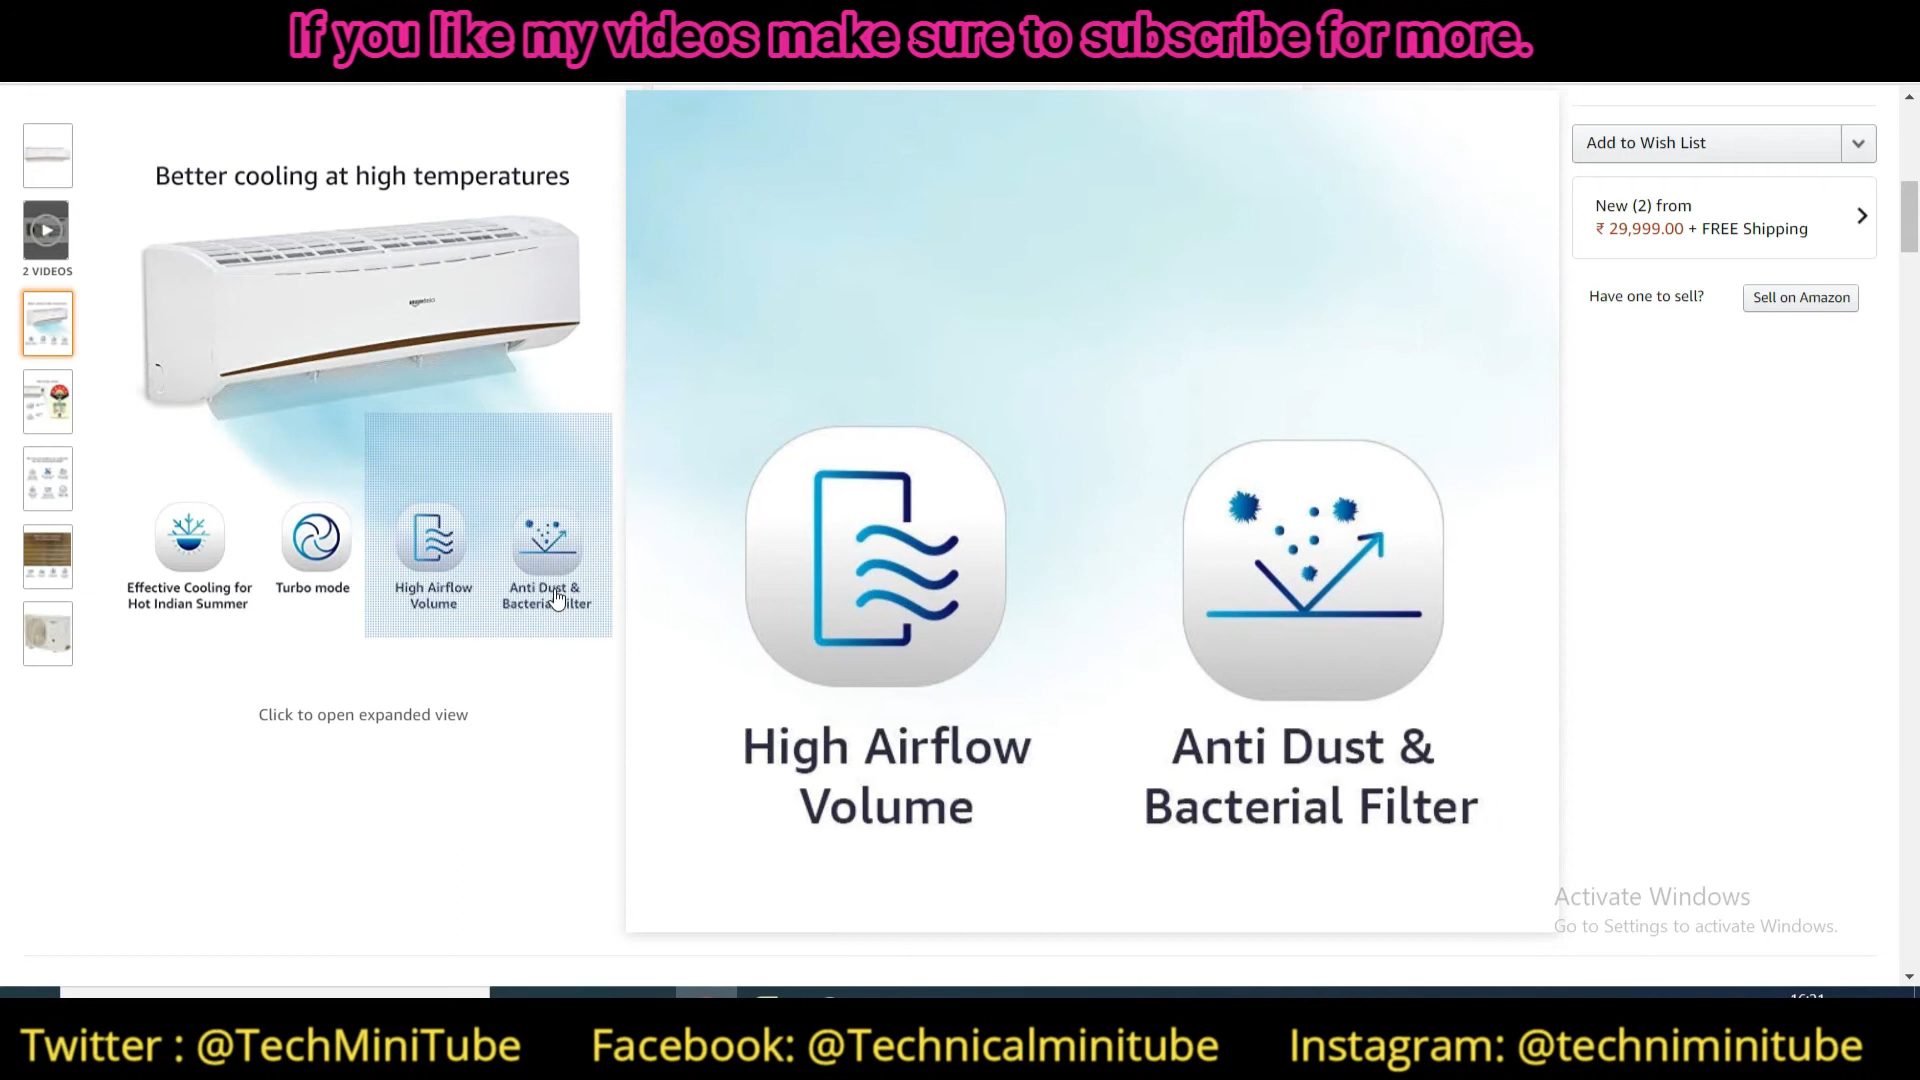 If you like my videos make sure to subscribe for more.
2 VIDEOS
Better cooling at high temperatures
Effective Cooling for
Hot Indian Summer
Turbo mode
High Airflow
Volume
Anti Dust &
Bacterial Filter
Click to open expanded view
High Airflow
Volume
Anti Dust &
Bacterial Filter
Add to Wish List
New (2) from
₹ 29,999.00 + FREE Shipping
Have one to sell?
Sell on Amazon
Activate Windows
Go to Settings to activate Windows.
Twitter : @TechMiniTube
Facebook: @Technicalminitube
Instagram: @techniminitube